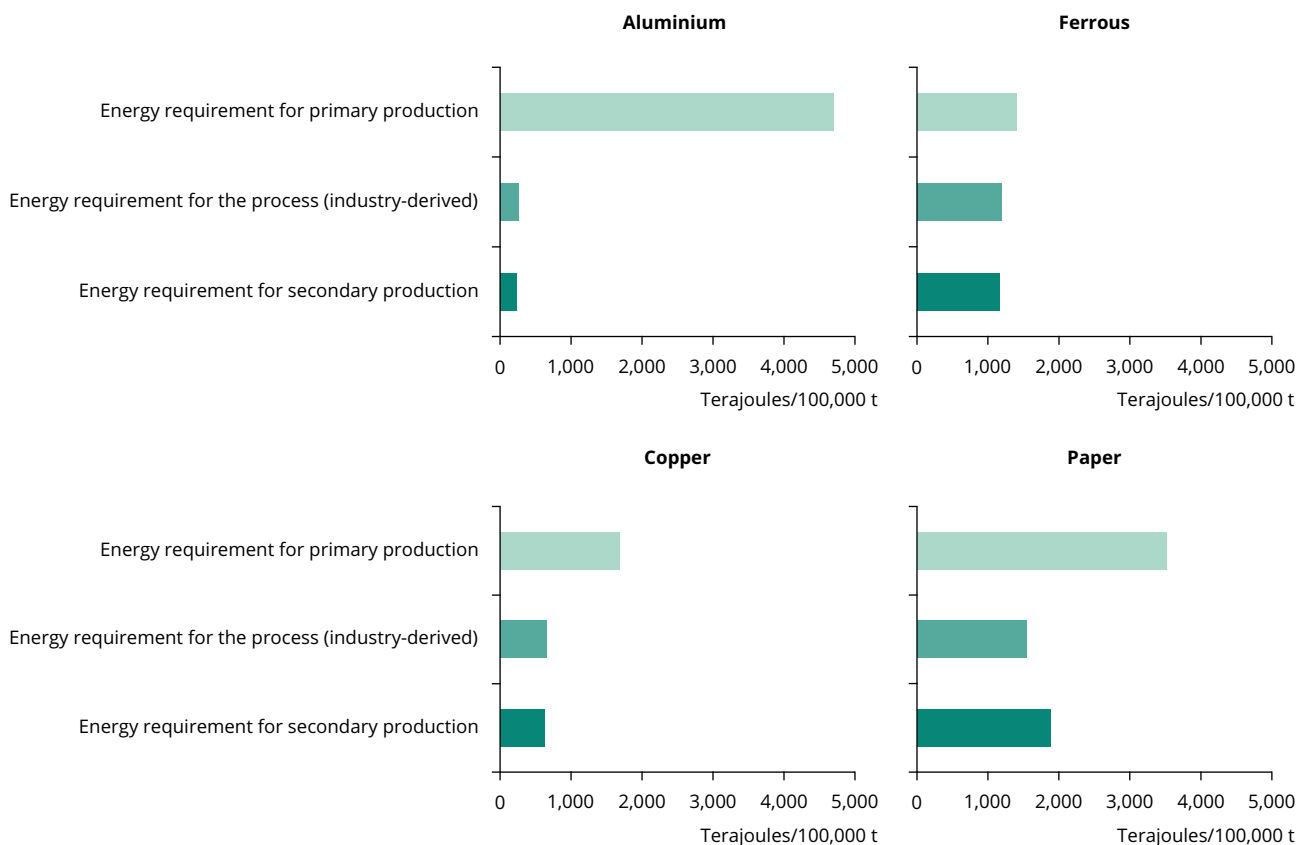 Aluminium
Ferrous
Energy requirement for primary production
Energy requirement for the process (industry-derived)
Energy requirement for secondary production
0 1,000 2,000 3,000 4,000 5,000
0 1,000 2,000 3,000 4,000 5,000
Terajoules/100,000 t
Terajoules/100,000 t
Copper
Paper
Energy requirement for primary production
Energy requirement for the process (industry-derived)
Energy requirement for secondary production
0 1,000 2,000 3,000 4,000 5,000
0 1,000 2,000 3,000 4,000 5,000
Terajoules/100,000 t
Terajoules/100,000 t